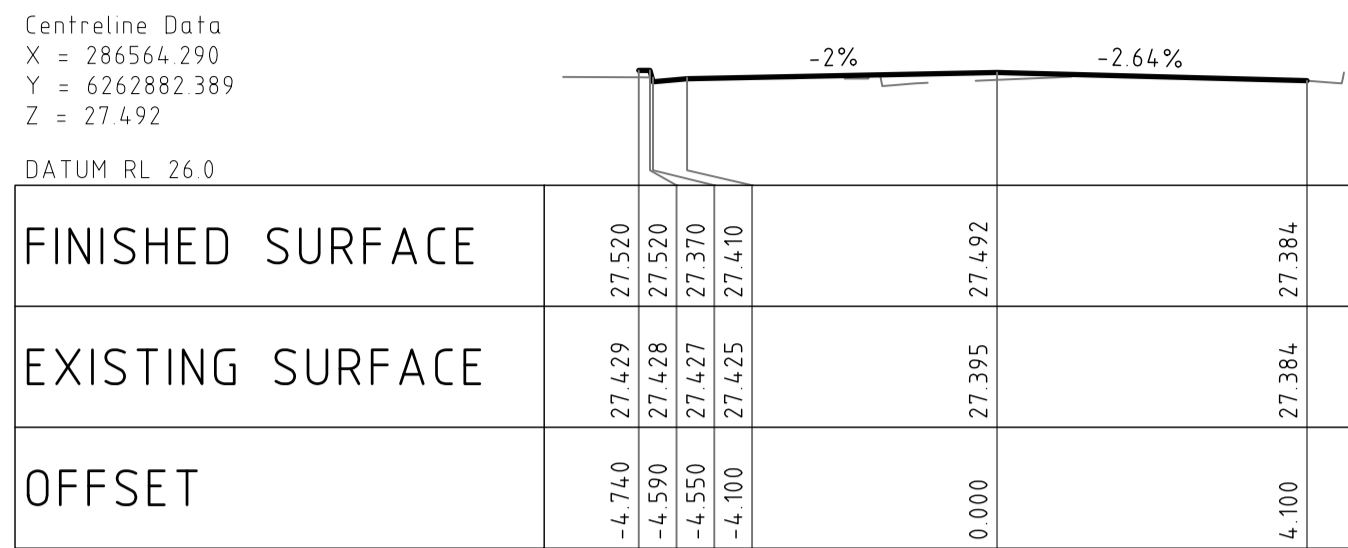 Centreline Data
X = 286564.290
Y = 6262882.389
Z = 27.492
-2%
-2.64%
DATUM RL 26.0
FINISHED SURFACE 27.520 27.520 27.370 27.410 27.492 27.384
EXISTING SURFACE 27.429 27.428 27.427 27.425 27.395 27.384
OFFSET -4.740 -4.590 -4.550 -4.100 0.000 4.100